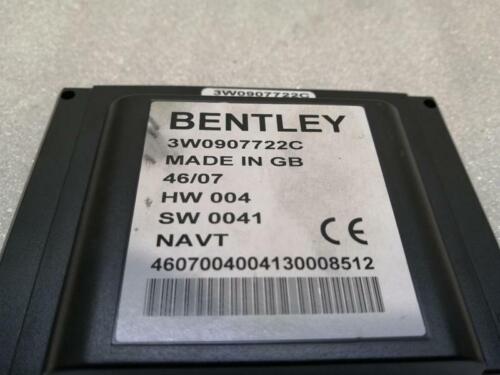 3W0907722C
BENTLEY
3W0907722C
MADE IN GB
46/07
HW 004
SW 0041
NAVT
CE
4607004004130008512